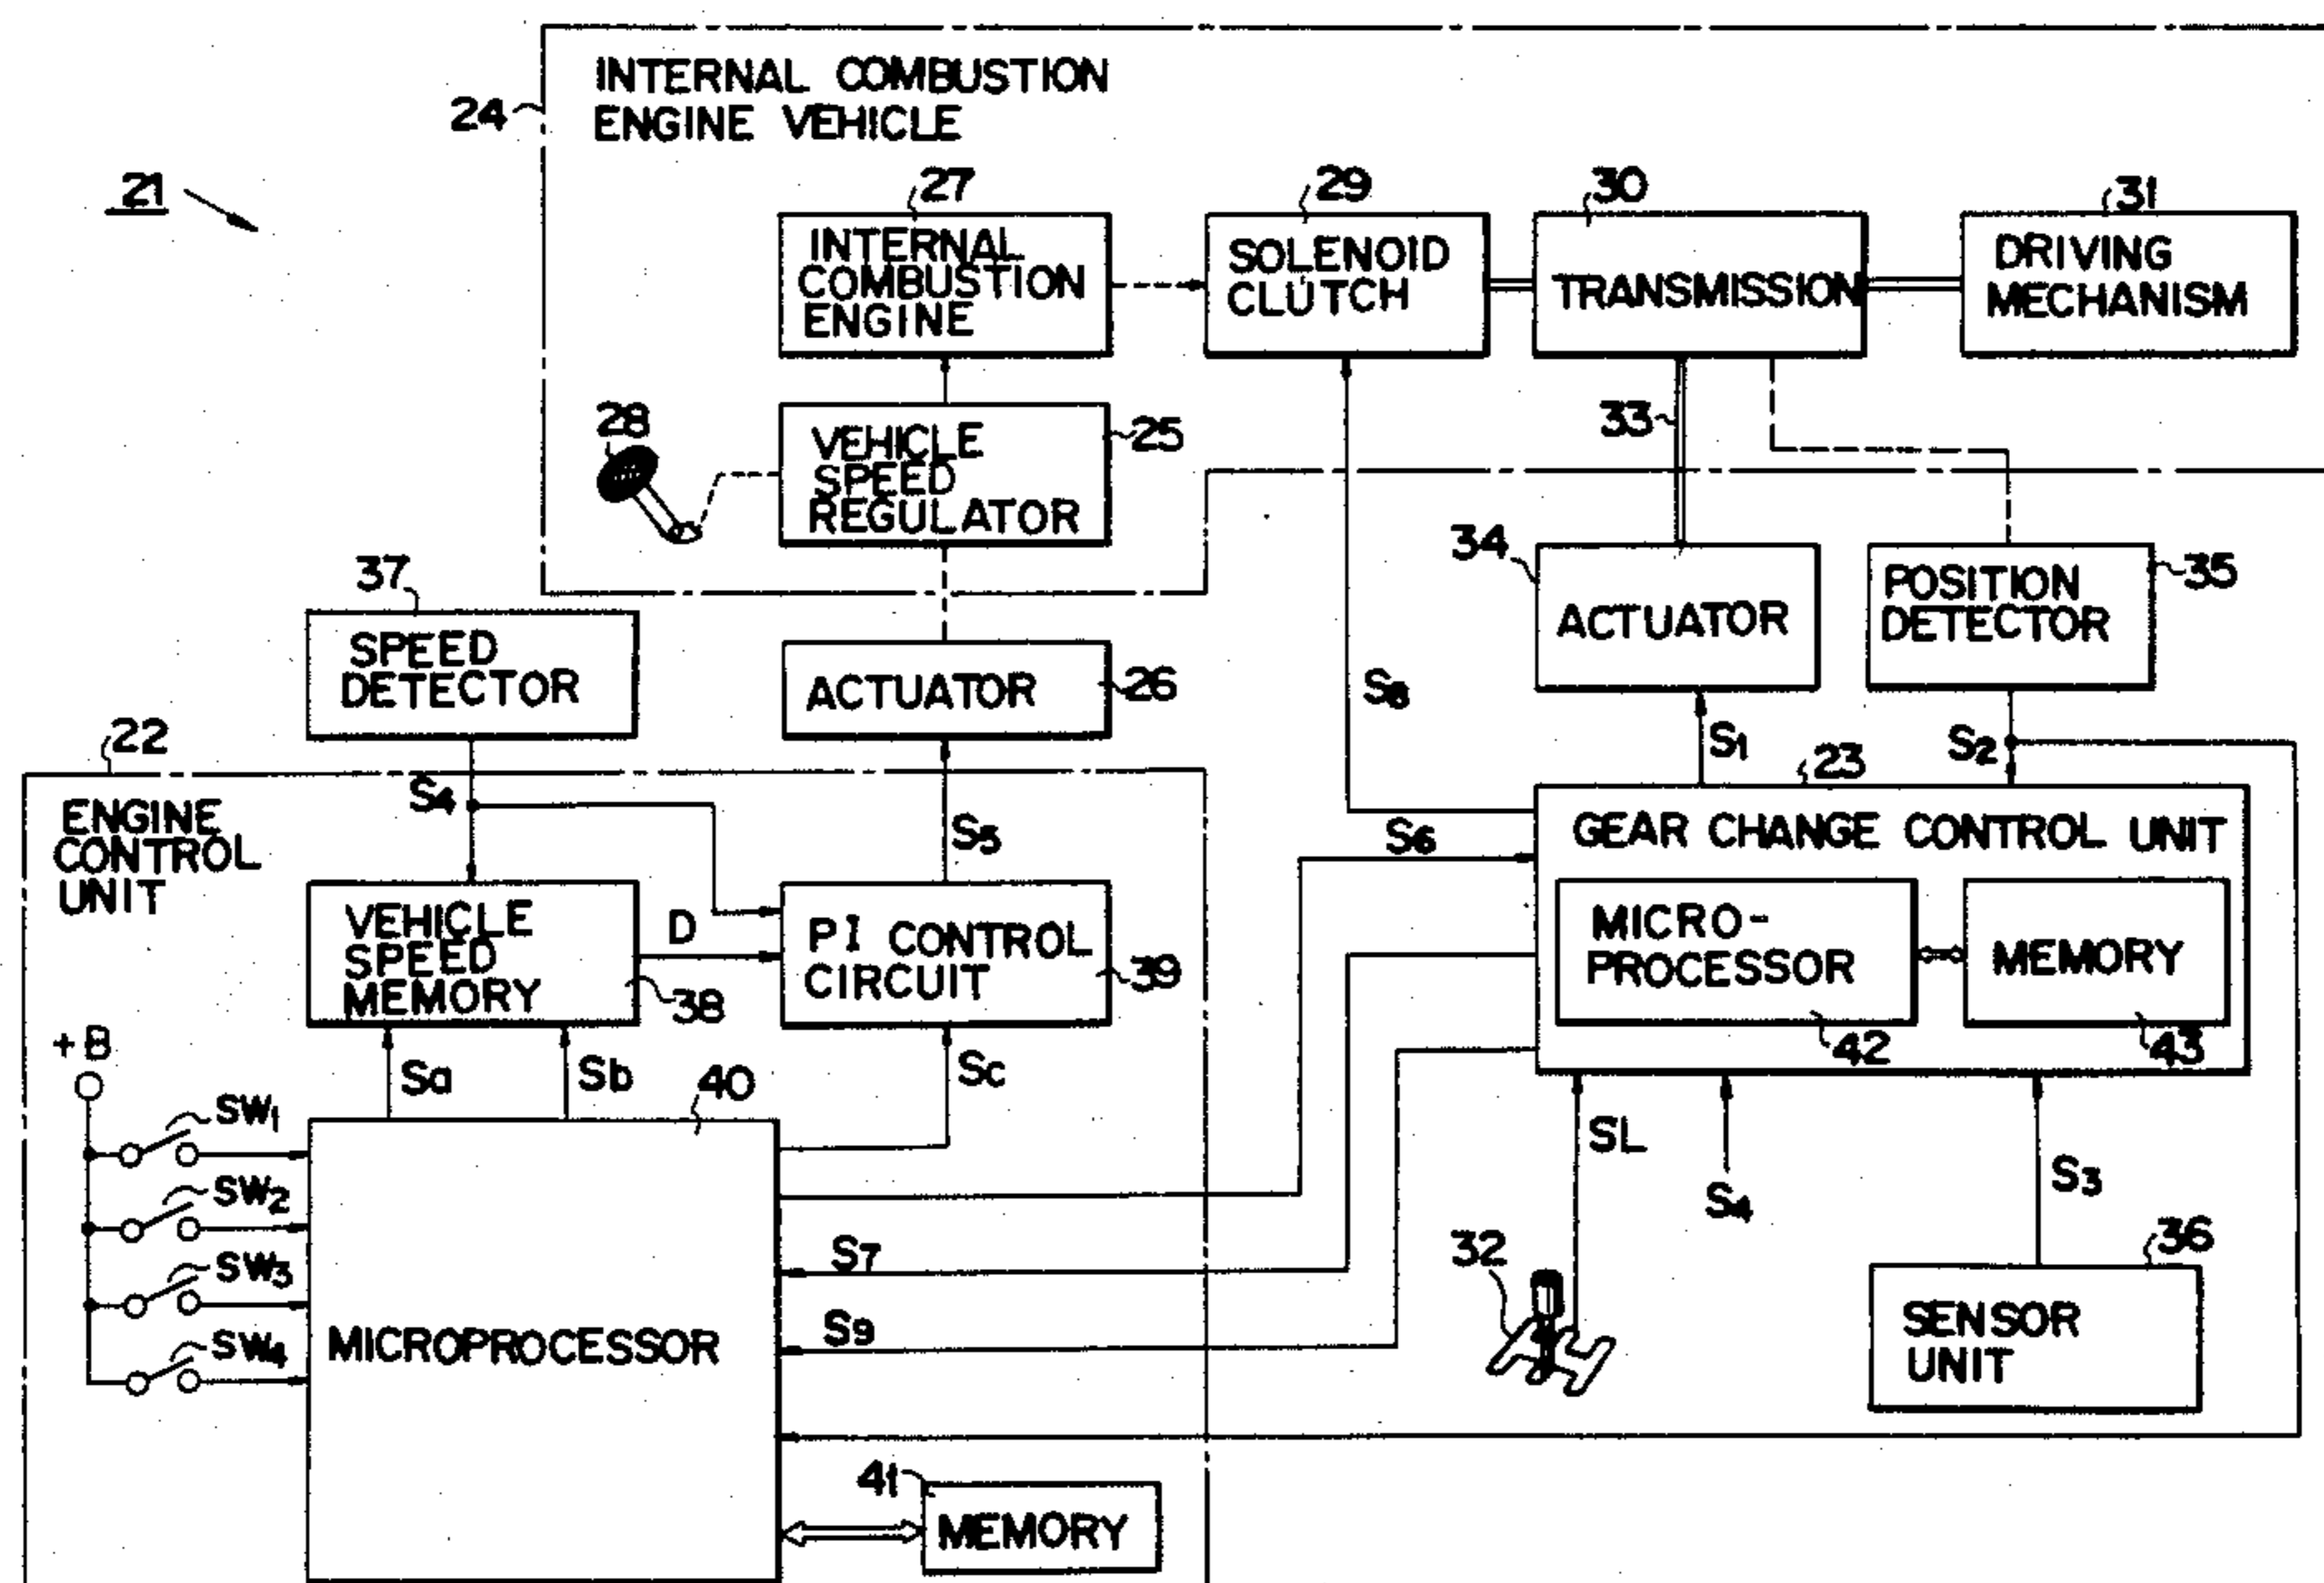 INTERNAL COMBUSTION
ENGINE VEHICLE
24
21
27
29
30
31
INTERNAL
COMBUSTION
ENGINE
SOLENOID
CLUTCH
TRANSMISSION
DRIVING
MECHANISM
28
25
33
VEHICLE
SPEED
REGULATOR
34
35
37
ACTUATOR
POSITION
DETECTOR
SPEED
DETECTOR
ACTUATOR
26
S8
22
S1
S2
23
S4
S5
S6
ENGINE
CONTROL
UNIT
GEAR CHANGE CONTROL UNIT
VEHICLE
SPEED
MEMORY
38
D
PI CONTROL
CIRCUIT
39
MICRO-
PROCESSOR
MEMORY
42
43
+B
Sa
Sb
40
Sc
SL
S4
S3
SW1
SW2
SW3
SW4
S7
S9
32
36
MICROPROCESSOR
SENSOR
UNIT
41
MEMORY